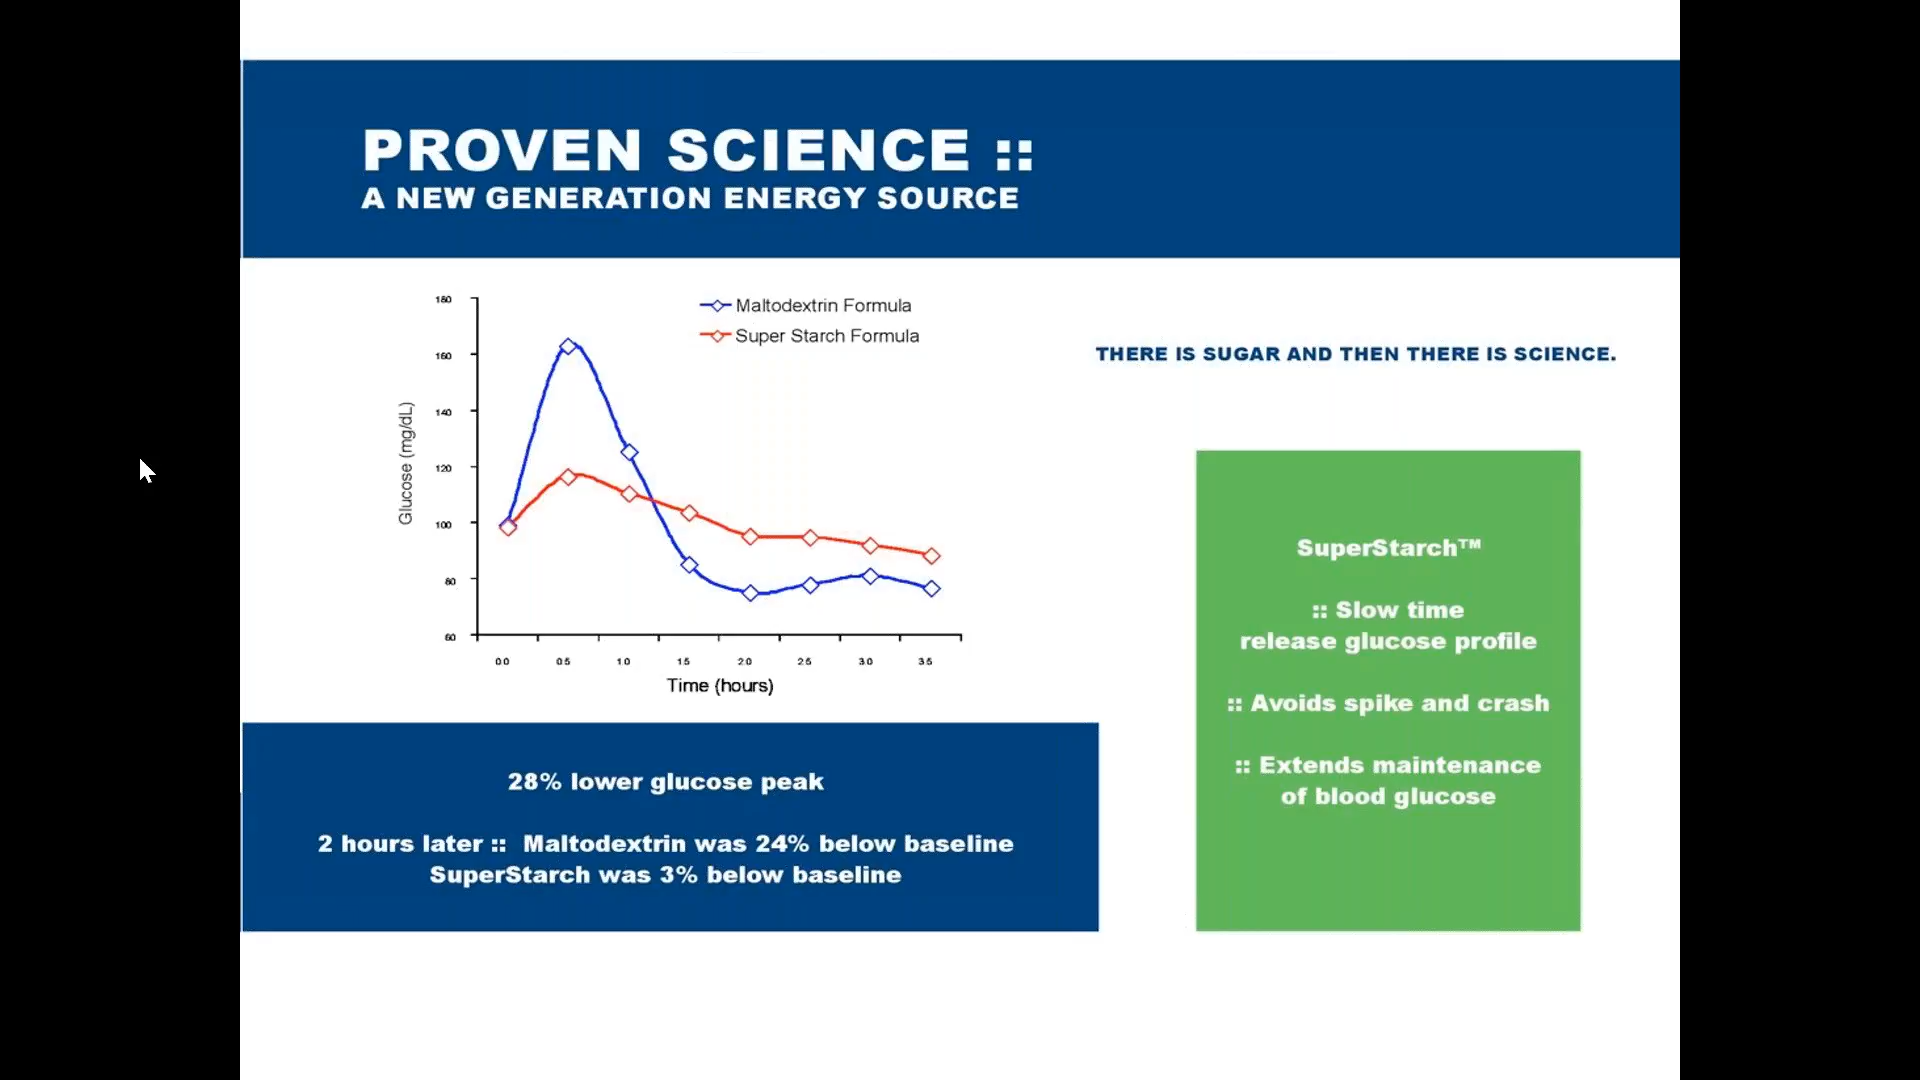 PROVEN SCIENCE ::
A NEW GENERATION ENERGY SOURCE
Maltodextrin Formula
Super Starch Formula
180
160
140
120
100
80
60
Glucose (mg/dL)
0.0 0.5 1.0 1.5 2.0 2.5 3.0 3.5
Time (hours)
THERE IS SUGAR AND THEN THERE IS SCIENCE.
SuperStarch™
:: Slow time
release glucose profile
:: Avoids spike and crash
:: Extends maintenance
of blood glucose
28% lower glucose peak
2 hours later :: Maltodextrin was 24% below baseline
SuperStarch was 3% below baseline